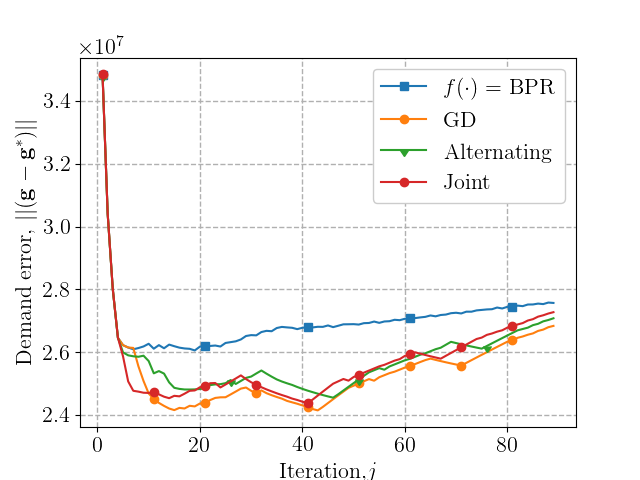 ×10⁷
3.4
3.2
3.0
2.8
2.6
2.4
Demand error, ||(g − g*)||
0 20 40 60 80
Iteration, j
f(·) = BPR
GD
Alternating
Joint